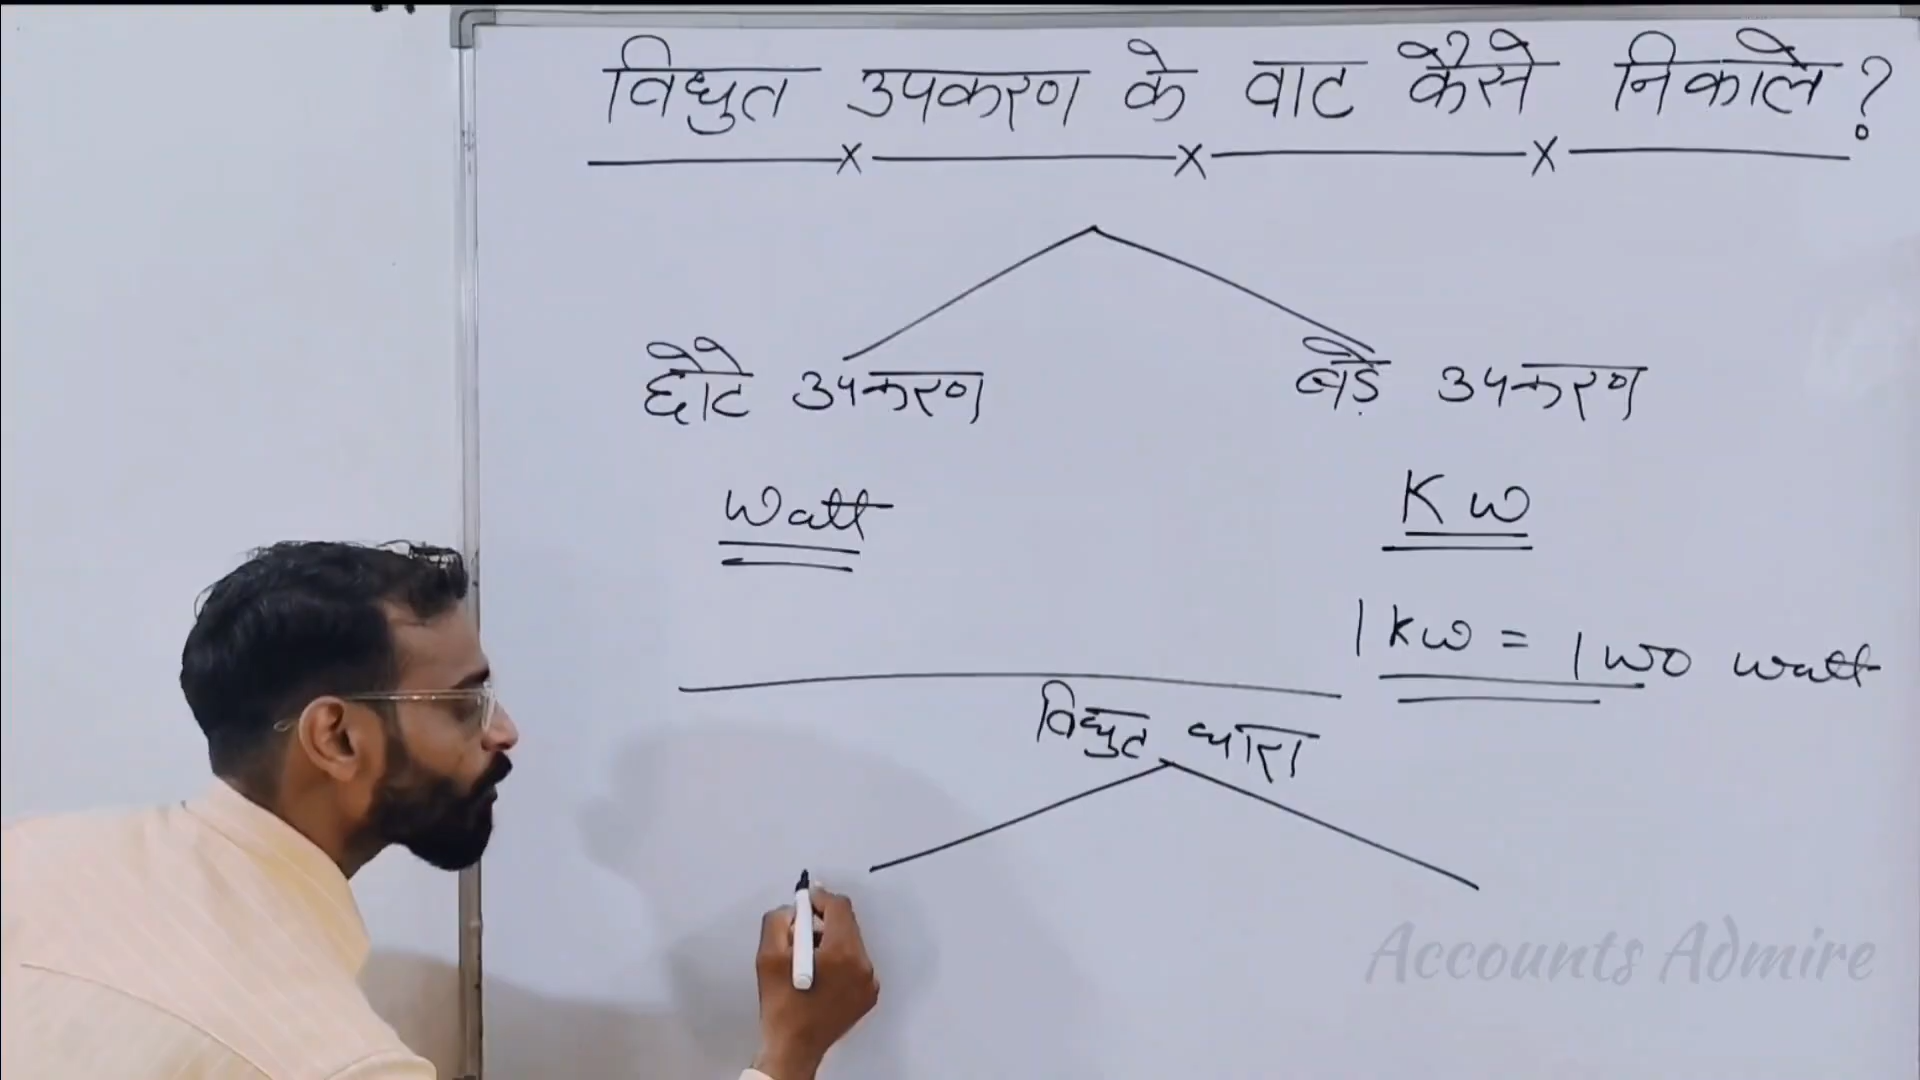 विधुत उपकरण के वाट कैसे निकाले ?
छोटे उपकरण
बड़े उपकरण
Watt
Kw
1 kw = 1000 watt
विधुत धारा
Accounts Admire